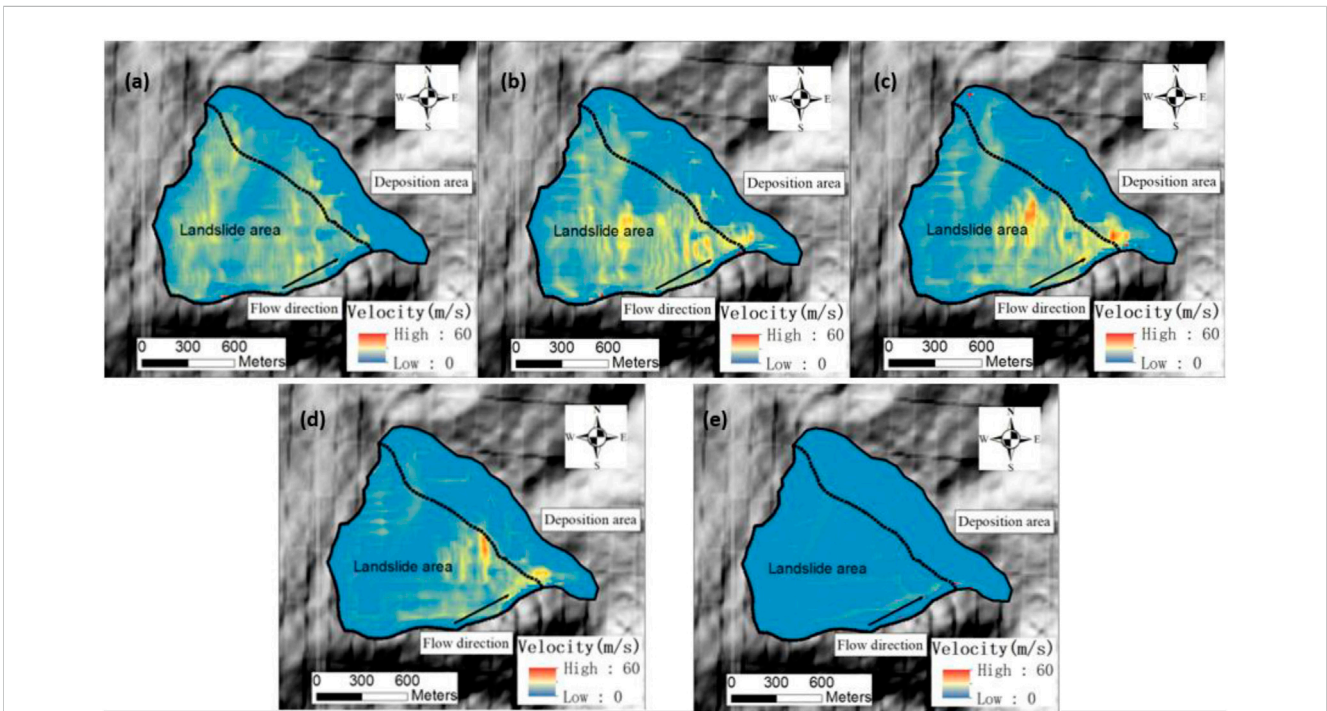 (a)
N
W E
S
Deposition area
Landslide area
Flow direction
Velocity(m/s)
High : 60
Low : 0
0 300 600
Meters
(b)
N
W E
S
Deposition area
Landslide area
Flow direction
Velocity(m/s)
High : 60
Low : 0
0 300 600
Meters
(c)
N
W E
S
Deposition area
Landslide area
Flow direction
Velocity(m/s)
High : 60
Low : 0
0 300 600
Meters
(d)
N
W E
S
Deposition area
Landslide area
Flow direction
Velocity(m/s)
High : 60
Low : 0
0 300 600
Meters
(e)
N
W E
S
Deposition area
Landslide area
Flow direction
Velocity(m/s)
High : 60
Low : 0
0 300 600
Meters